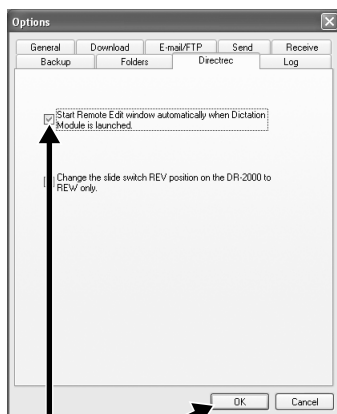 Options
General Download E-mail/FTP Send Receive
Backup Folders Directrec Log
Start Remote Edit window automatically when Dictation
Module is launched.
Change the slide switch REV position on the DR-2000 to
REW only.
OK Cancel